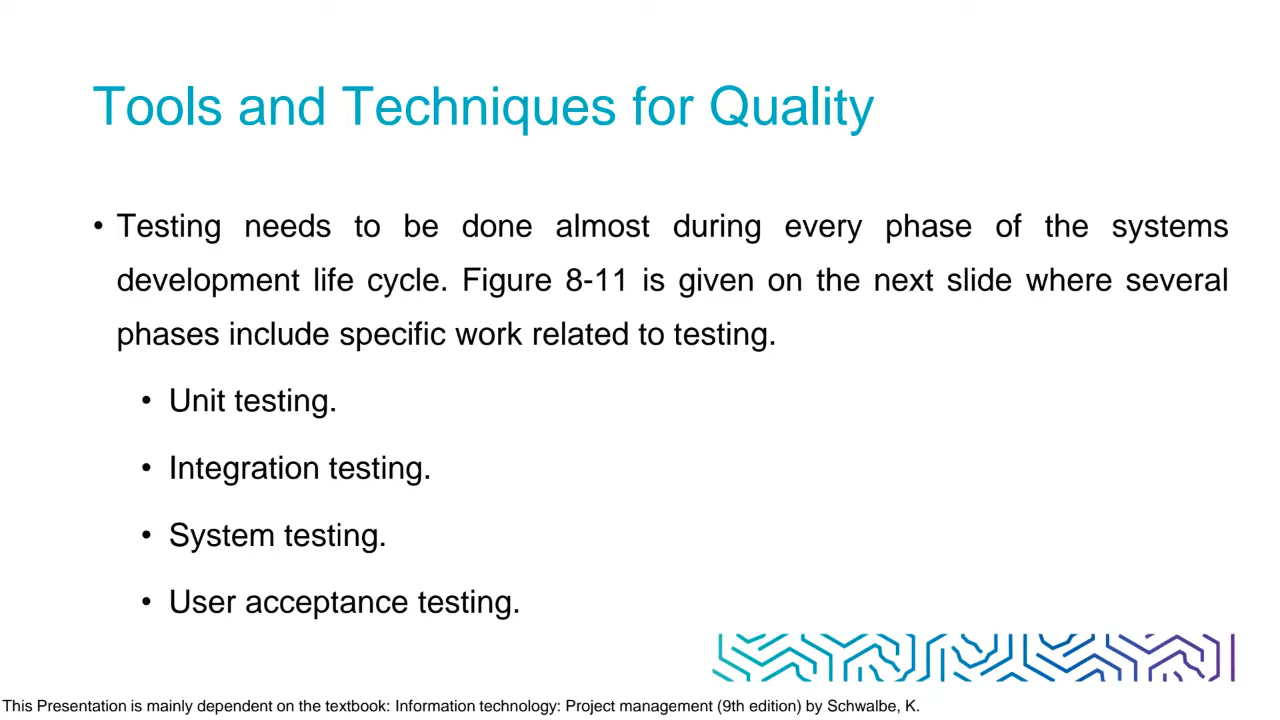 Tools and Techniques for Quality
• Testing needs to be done almost during every phase of the systems
development life cycle. Figure 8-11 is given on the next slide where several
phases include specific work related to testing.
• Unit testing.
• Integration testing.
• System testing.
• User acceptance testing.
This Presentation is mainly dependent on the textbook: Information technology: Project management (9th edition) by Schwalbe, K.